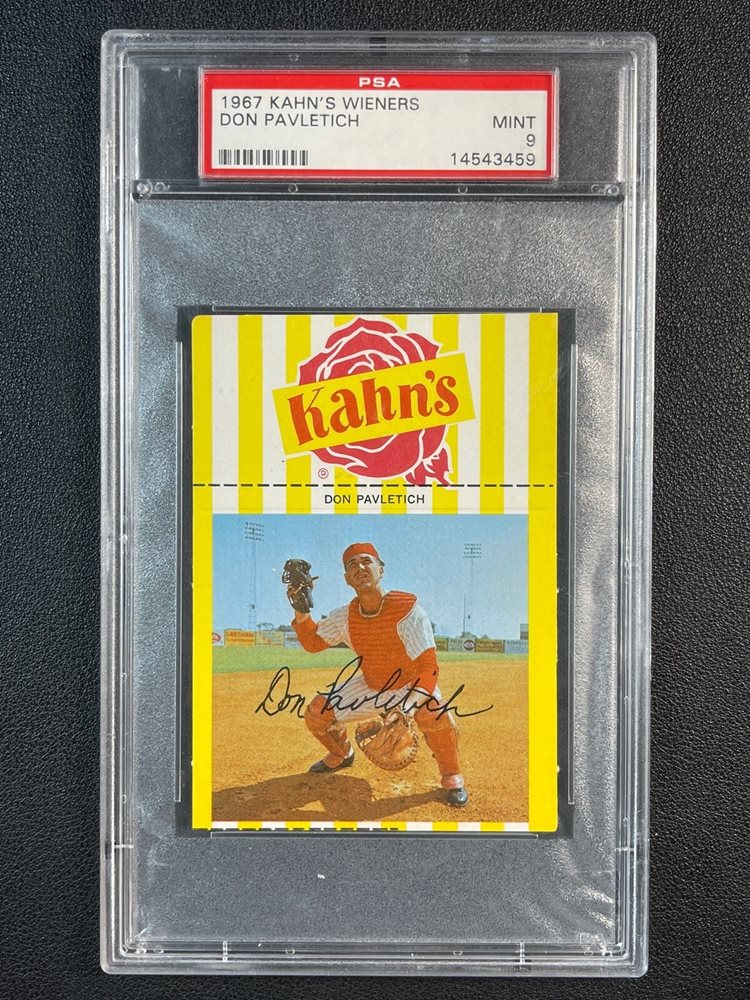 PSA
1967 KAHN'S WIENERS
DON PAVLETICH
MINT
9
14543459
Kahn's
®
DON PAVLETICH
Don Pavletich